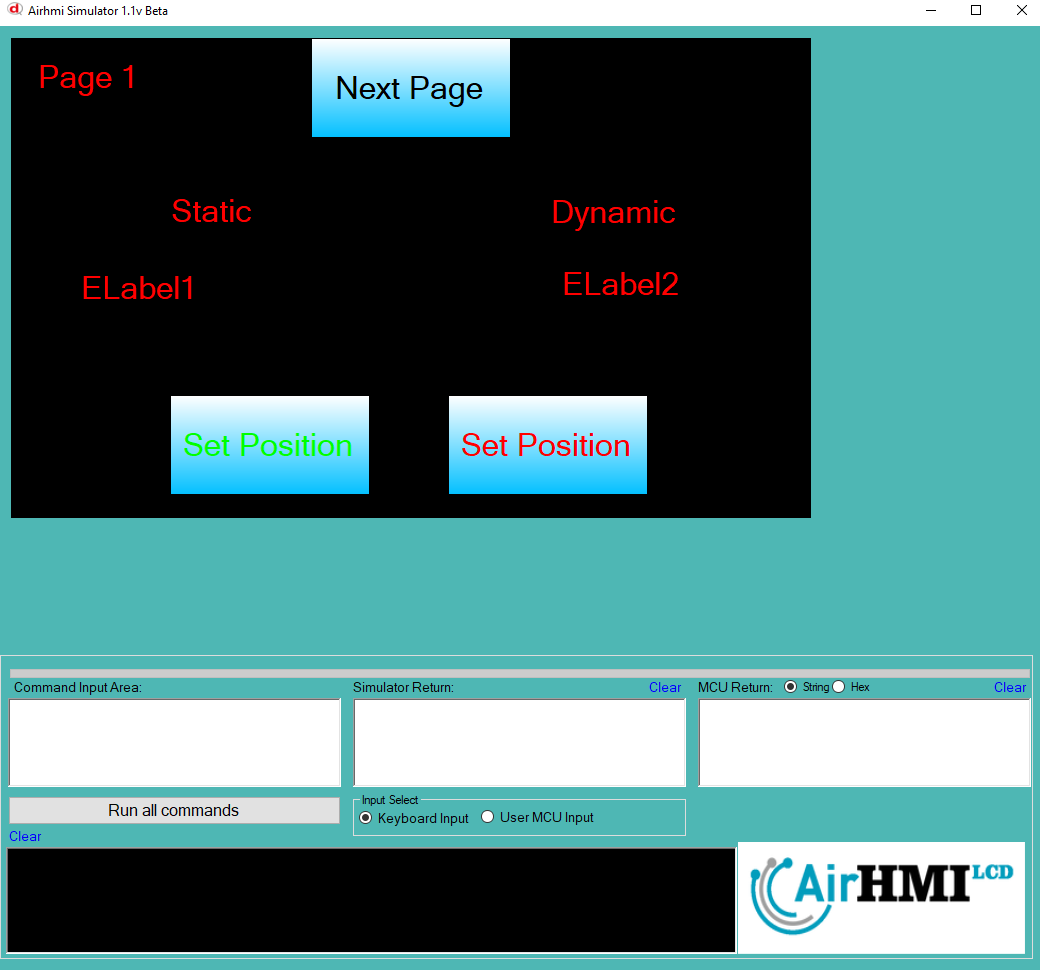 Airhmi Simulator 1.1v Beta
Page 1
Next Page
Static
Dynamic
ELabel1
ELabel2
Set Position
Set Position
Command Input Area:
Simulator Return:
Clear
MCU Return:
String
Hex
Clear
Run all commands
Input Select
Keyboard Input
User MCU Input
Clear
AirHMI LCD